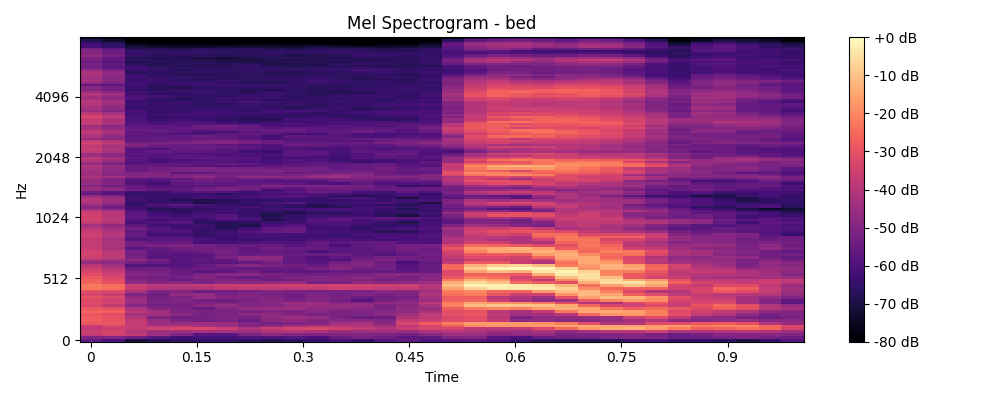 Mel Spectrogram - bed
Hz
4096
2048
1024
512
0
0
0.15
0.3
0.45
0.6
0.75
0.9
Time
+0 dB
-10 dB
-20 dB
-30 dB
-40 dB
-50 dB
-60 dB
-70 dB
-80 dB